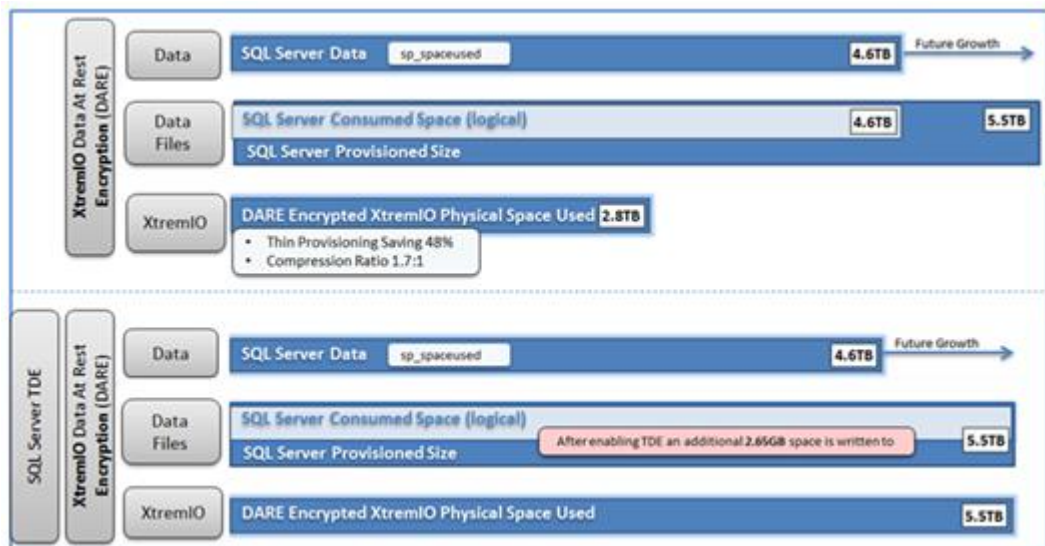 XtremIO Data At Rest
Encryption (DARE)
Data
SQL Server Data
sp_spaceused
4.6TB
Future Growth
Data
Files
SQL Server Consumed Space (logical)
4.6TB
5.5TB
SQL Server Provisioned Size
XtremIO
DARE Encrypted XtremIO Physical Space Used
2.8TB
• Thin Provisioning Saving 48%
• Compression Ratio 1.7:1
SQL Server TDE
XtremIO Data At Rest
Encryption (DARE)
Data
SQL Server Data
sp_spaceused
4.6TB
Future Growth
Data
Files
SQL Server Consumed Space (logical)
After enabling TDE an additional 2.65GB space is written to
5.5TB
SQL Server Provisioned Size
XtremIO
DARE Encrypted XtremIO Physical Space Used
5.5TB